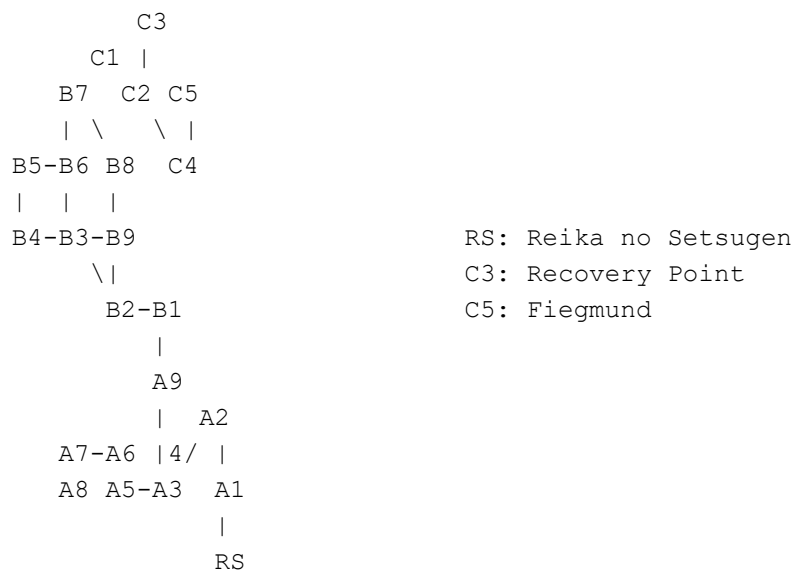 C3
C1 |
B7 C2 C5
| \ \ |
B5-B6 B8 C4
| | |
B4-B3-B9 RS: Reika no Setsugen
\| C3: Recovery Point
B2-B1 C5: Fiegmund
|
A9
| A2
A7-A6 |4/ |
A8 A5-A3 A1
|
RS